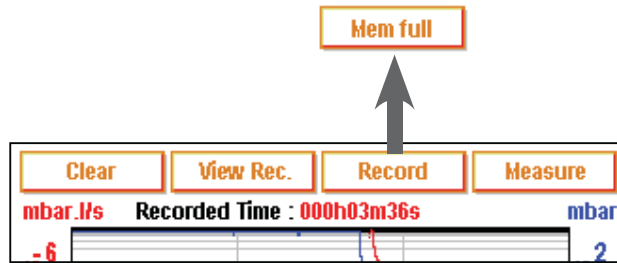 Mem full
Clear View Rec. Record Measure
mbar.l/s Recorded Time : 000h03m36s mbar
-6 2